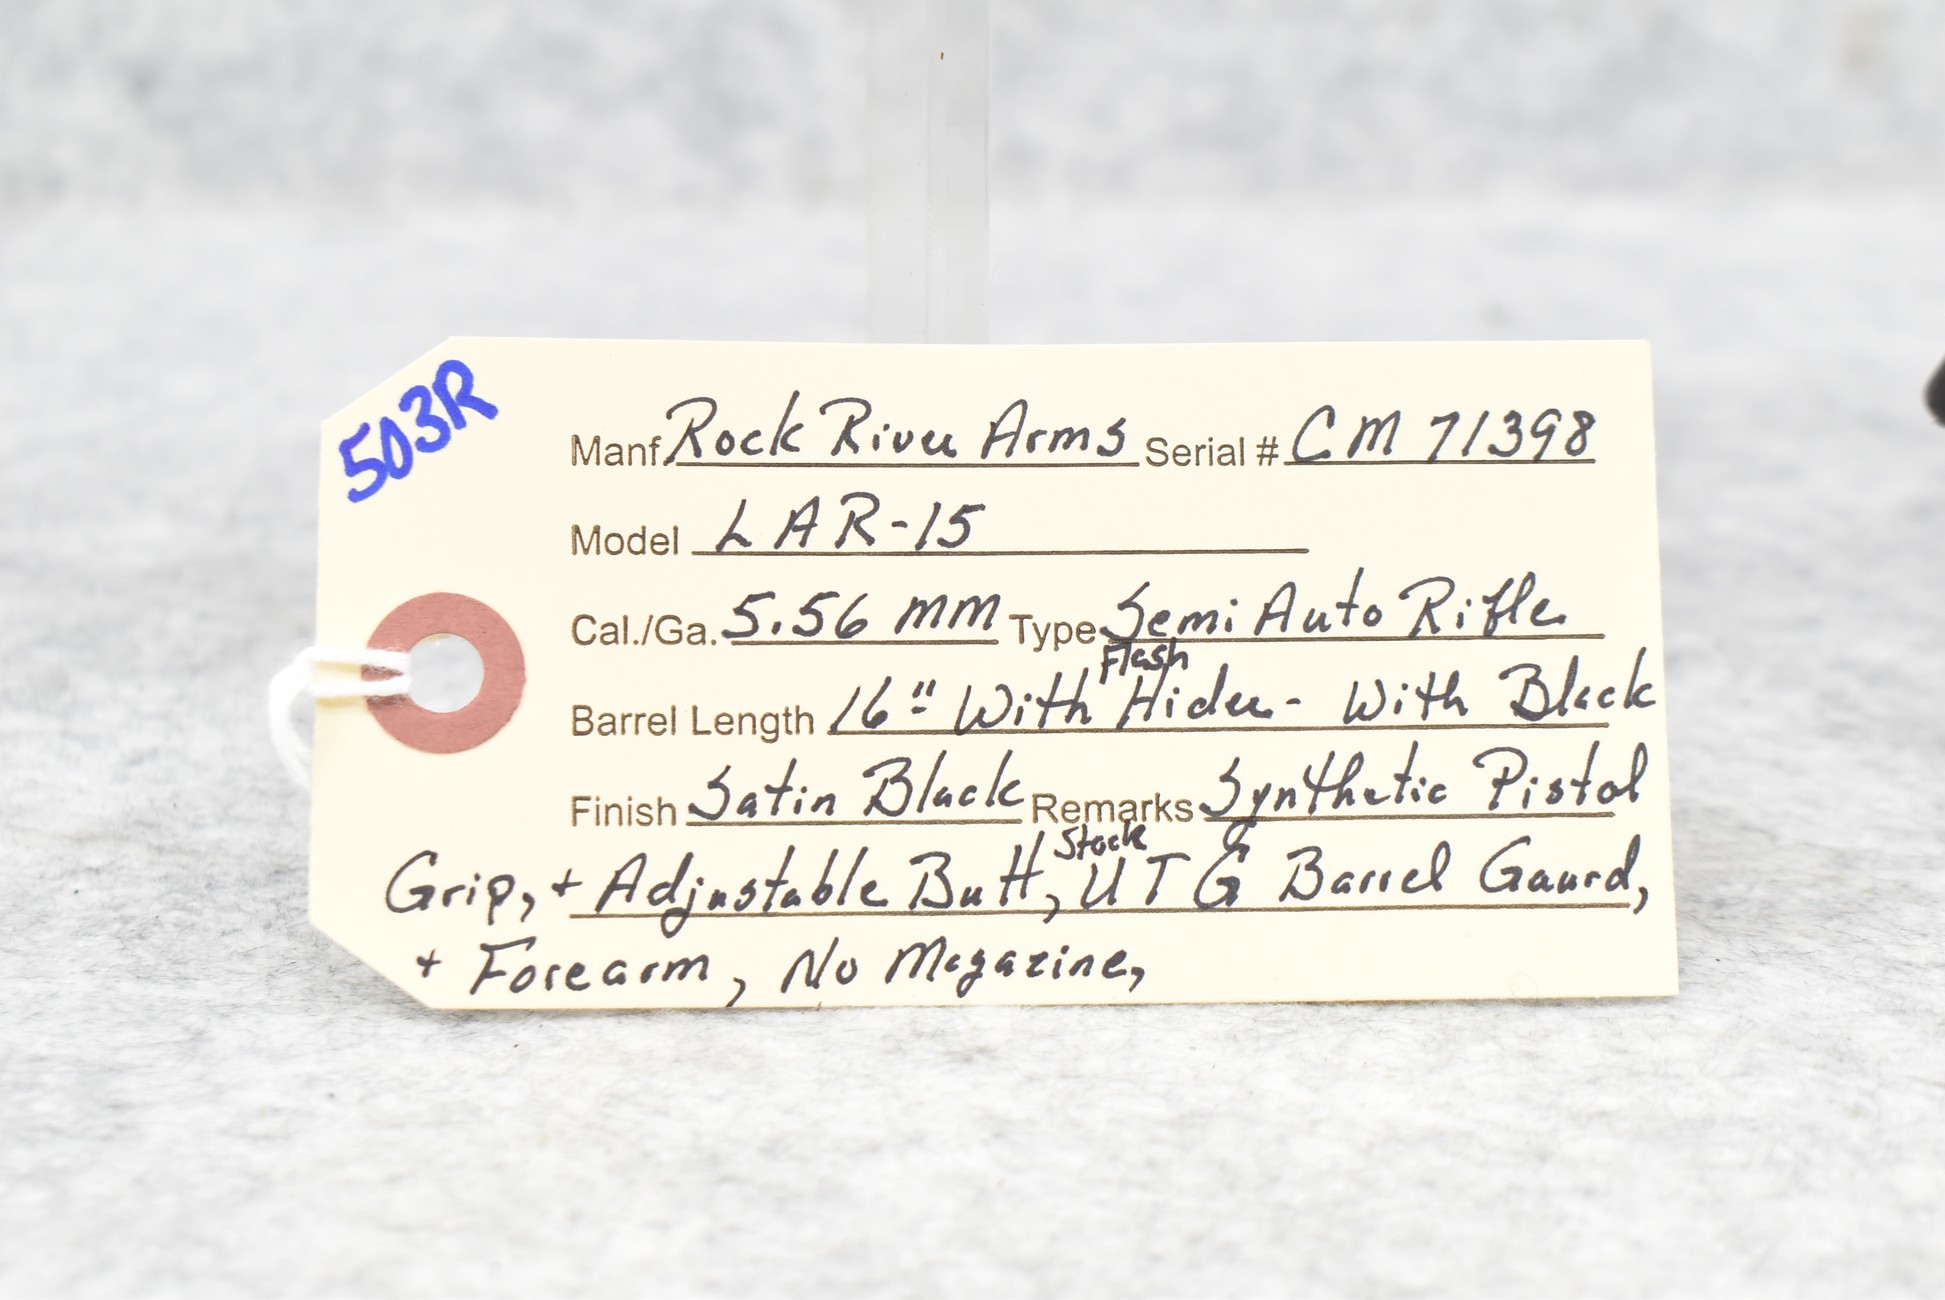 503R
Manf. Rock River Arms Serial # CM 71398
Model LAR-15
Cal./Ga. 5.56 MM Type Semi Auto Rifle
Flash
Barrel Length 16" With Hider - With Black
Finish Satin Black Remarks Synthetic Pistol
Stock
Grip, + Adjustable Butt, UTG Barrel Gaurd,
+ Forearm, No Magazine,